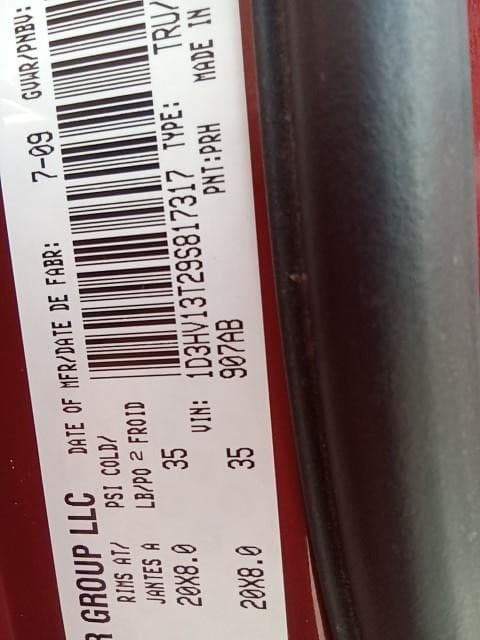 R GROUP LLC DATE OF MFR/DATE DE FABR: 7-09 GVWR/PNBV:
RIMS AT/ PSI COLD/
JANTES A LB/PO 2 FROID
20X8.0 35
VIN: 1D3HV13T29S817317 TYPE: TRU/
907AB PNT:PRH MADE IN
20X8.0 35